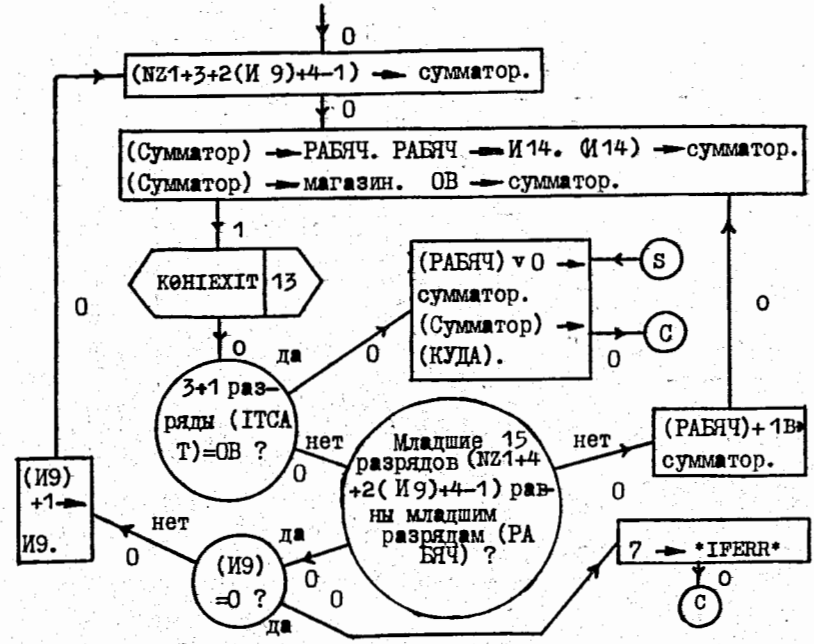 0
(NZ1+3+2(И 9)+4-1) → сумматор.
0
(Сумматор) → РАБЯЧ. РАБЯЧ → И14. (И14) → сумматор.
(Сумматор) → магазин. 0В → сумматор.
1
КΘНІЕХІТ 13
0
(РАБЯЧ) ∨ 0 →
сумматор.
(Сумматор) →
(КУДА).
S
C
0
0
0
да
0
3+1 раз-
ряды (ITCA
T)=0В ?
нет
0
Младшие 15
разрядов (NZ1+4
+2( И 9)+4-1) рав-
ны младшим
разрядам (РА
БЯЧ) ?
нет
0
(РАБЯЧ)+ 1В→
сумматор.
(И9)
+1→
И9.
нет
0
да
0
(И9)
=0 ?
0
да
7 → *IFERR*
0
C